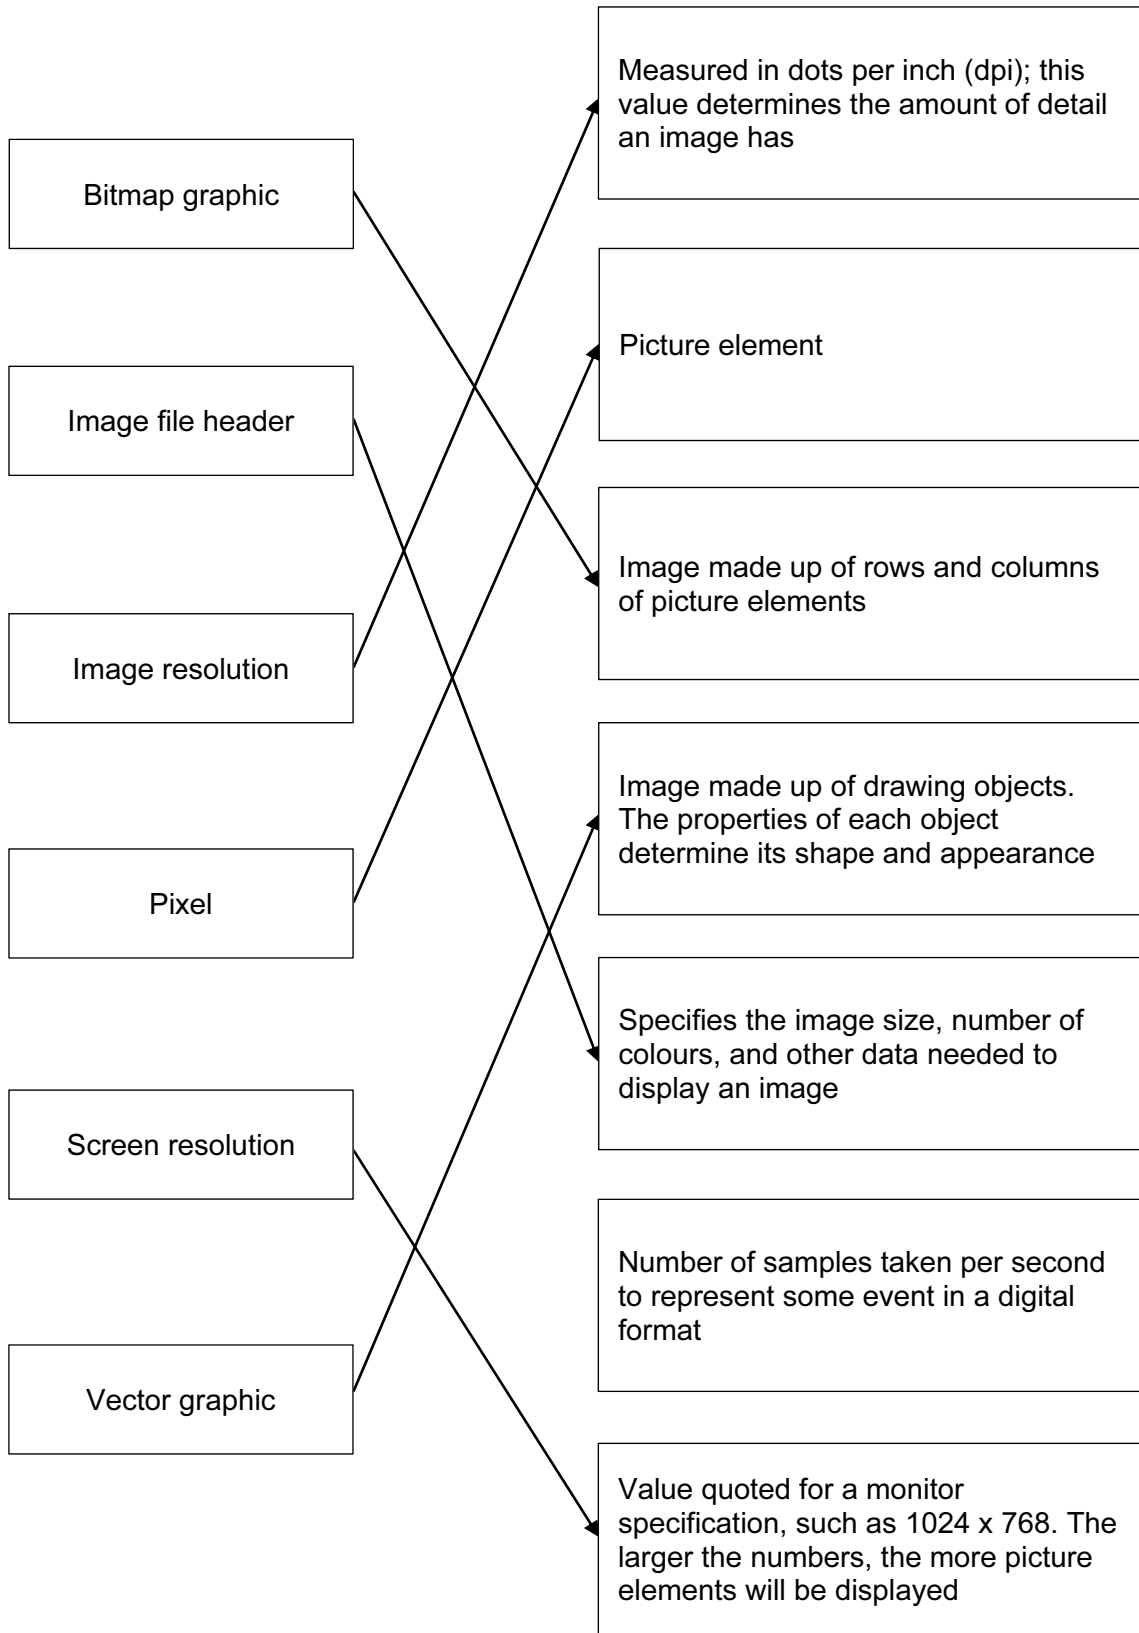 Bitmap graphic
Image file header
Image resolution
Pixel
Screen resolution
Vector graphic
Measured in dots per inch (dpi); this
value determines the amount of detail
an image has
Picture element
Image made up of rows and columns
of picture elements
Image made up of drawing objects.
The properties of each object
determine its shape and appearance
Specifies the image size, number of
colours, and other data needed to
display an image
Number of samples taken per second
to represent some event in a digital
format
Value quoted for a monitor
specification, such as 1024 x 768. The
larger the numbers, the more picture
elements will be displayed